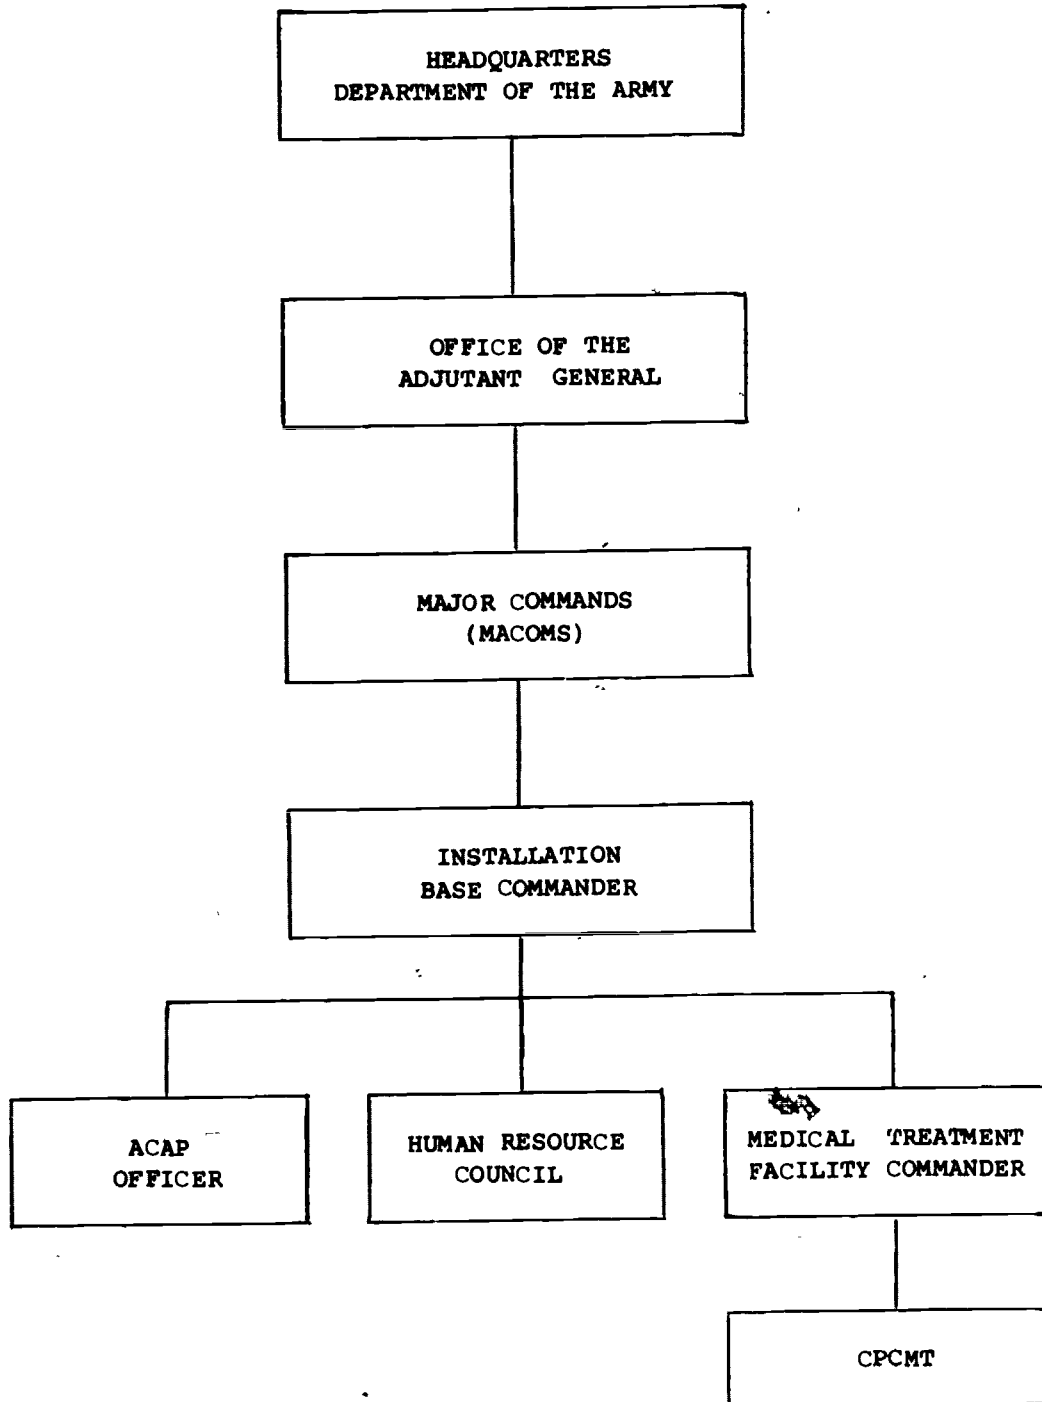 HEADQUARTERS
DEPARTMENT OF THE ARMY
OFFICE OF THE
ADJUTANT GENERAL
MAJOR COMMANDS
(MACOMS)
INSTALLATION
BASE COMMANDER
ACAP
OFFICER
HUMAN RESOURCE
COUNCIL
MEDICAL TREATMENT
FACILITY COMMANDER
CPCMT